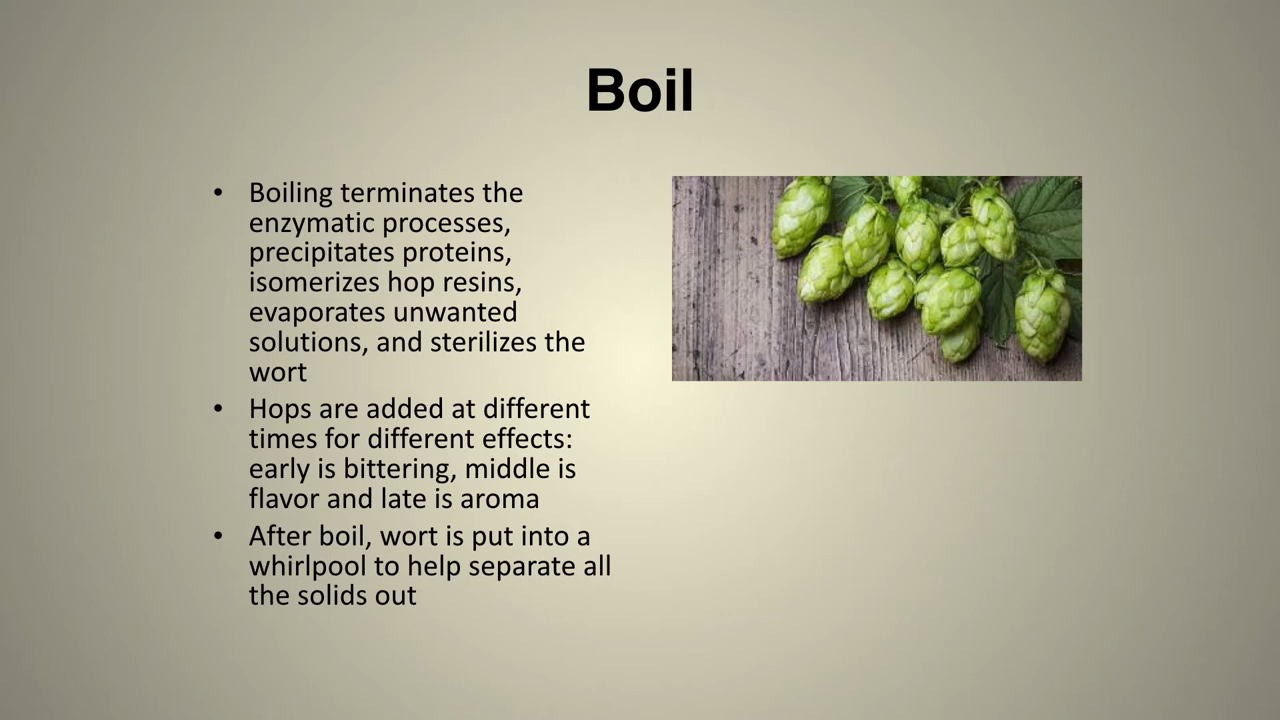 Boil
• Boiling terminates the
enzymatic processes,
precipitates proteins,
isomerizes hop resins,
evaporates unwanted
solutions, and sterilizes the
wort
• Hops are added at different
times for different effects:
early is bittering, middle is
flavor and late is aroma
• After boil, wort is put into a
whirlpool to help separate all
the solids out